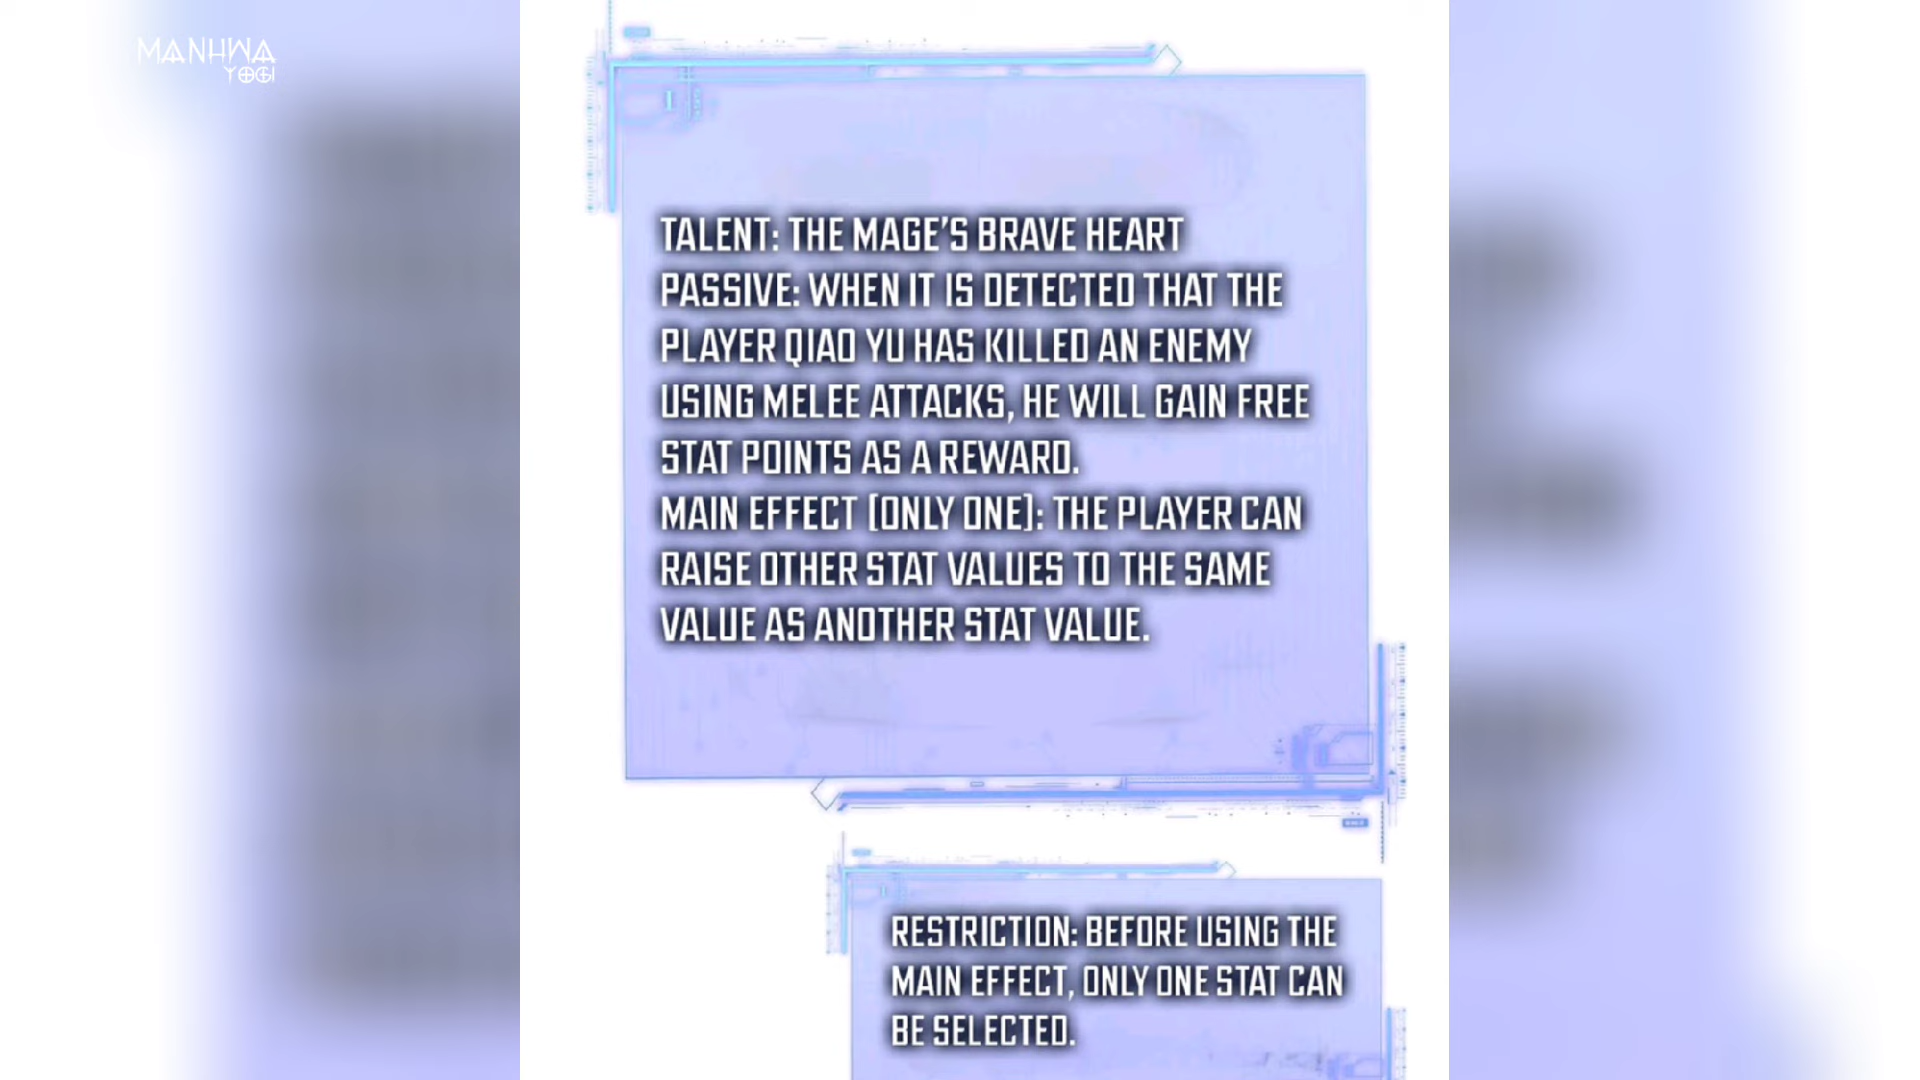 MANHWA
YOGI
TALENT: THE MAGE'S BRAVE HEART
PASSIVE: WHEN IT IS DETECTED THAT THE
PLAYER QIAO YU HAS KILLED AN ENEMY
USING MELEE ATTACKS, HE WILL GAIN FREE
STAT POINTS AS A REWARD.
MAIN EFFECT [ONLY ONE]: THE PLAYER CAN
RAISE OTHER STAT VALUES TO THE SAME
VALUE AS ANOTHER STAT VALUE.
RESTRICTION: BEFORE USING THE
MAIN EFFECT, ONLY ONE STAT CAN
BE SELECTED.